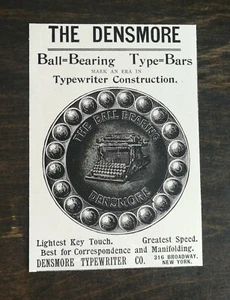 THE DENSMORE
Ball=Bearing Type=Bars
MARK AN ERA IN
Typewriter Construction.
THE BALL BEARING
DENSMORE
Lightest Key Touch. Greatest Speed.
Best for Correspondence and Manifolding.
DENSMORE TYPEWRITER CO. 316 BROADWAY,
NEW YORK.